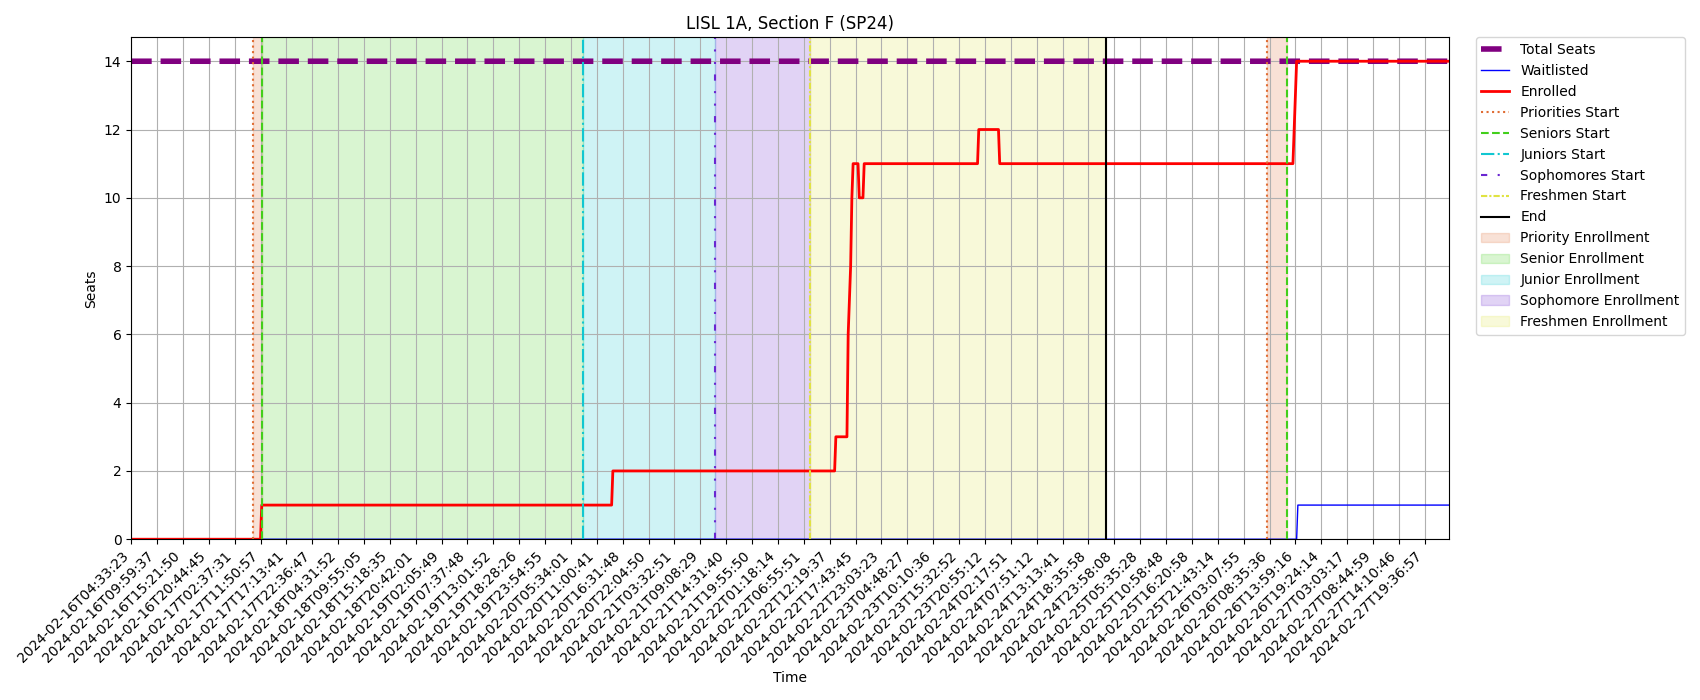 LISL 1A, Section F (SP24)
Seats
14
12
10
8
6
4
2
0
2024-02-16T04:33:23
2024-02-16T09:59:37
2024-02-16T15:21:50
2024-02-16T20:44:45
2024-02-17T02:37:31
2024-02-17T11:50:57
2024-02-17T17:13:41
2024-02-17T22:36:47
2024-02-18T04:31:52
2024-02-18T09:55:05
2024-02-18T15:18:35
2024-02-18T20:42:01
2024-02-19T02:05:49
2024-02-19T07:37:48
2024-02-19T13:01:52
2024-02-19T18:28:26
2024-02-19T23:54:55
2024-02-20T05:34:01
2024-02-20T11:00:41
2024-02-20T16:31:48
2024-02-20T22:04:50
2024-02-21T03:32:51
2024-02-21T09:08:29
2024-02-21T14:31:40
2024-02-21T19:55:50
2024-02-22T01:18:14
2024-02-22T06:55:51
2024-02-22T12:19:37
2024-02-22T17:43:45
2024-02-22T23:03:23
2024-02-23T04:48:27
2024-02-23T10:10:36
2024-02-23T15:32:52
2024-02-23T20:55:12
2024-02-24T02:17:51
2024-02-24T07:51:12
2024-02-24T13:13:41
2024-02-24T18:35:58
2024-02-24T23:58:08
2024-02-25T05:35:28
2024-02-25T10:58:48
2024-02-25T16:20:58
2024-02-25T21:43:14
2024-02-26T03:07:55
2024-02-26T08:35:36
2024-02-26T13:59:16
2024-02-26T19:24:14
2024-02-27T03:03:17
2024-02-27T08:44:59
2024-02-27T14:10:46
2024-02-27T19:36:57
Time
Total Seats
Waitlisted
Enrolled
Priorities Start
Seniors Start
Juniors Start
Sophomores Start
Freshmen Start
End
Priority Enrollment
Senior Enrollment
Junior Enrollment
Sophomore Enrollment
Freshmen Enrollment